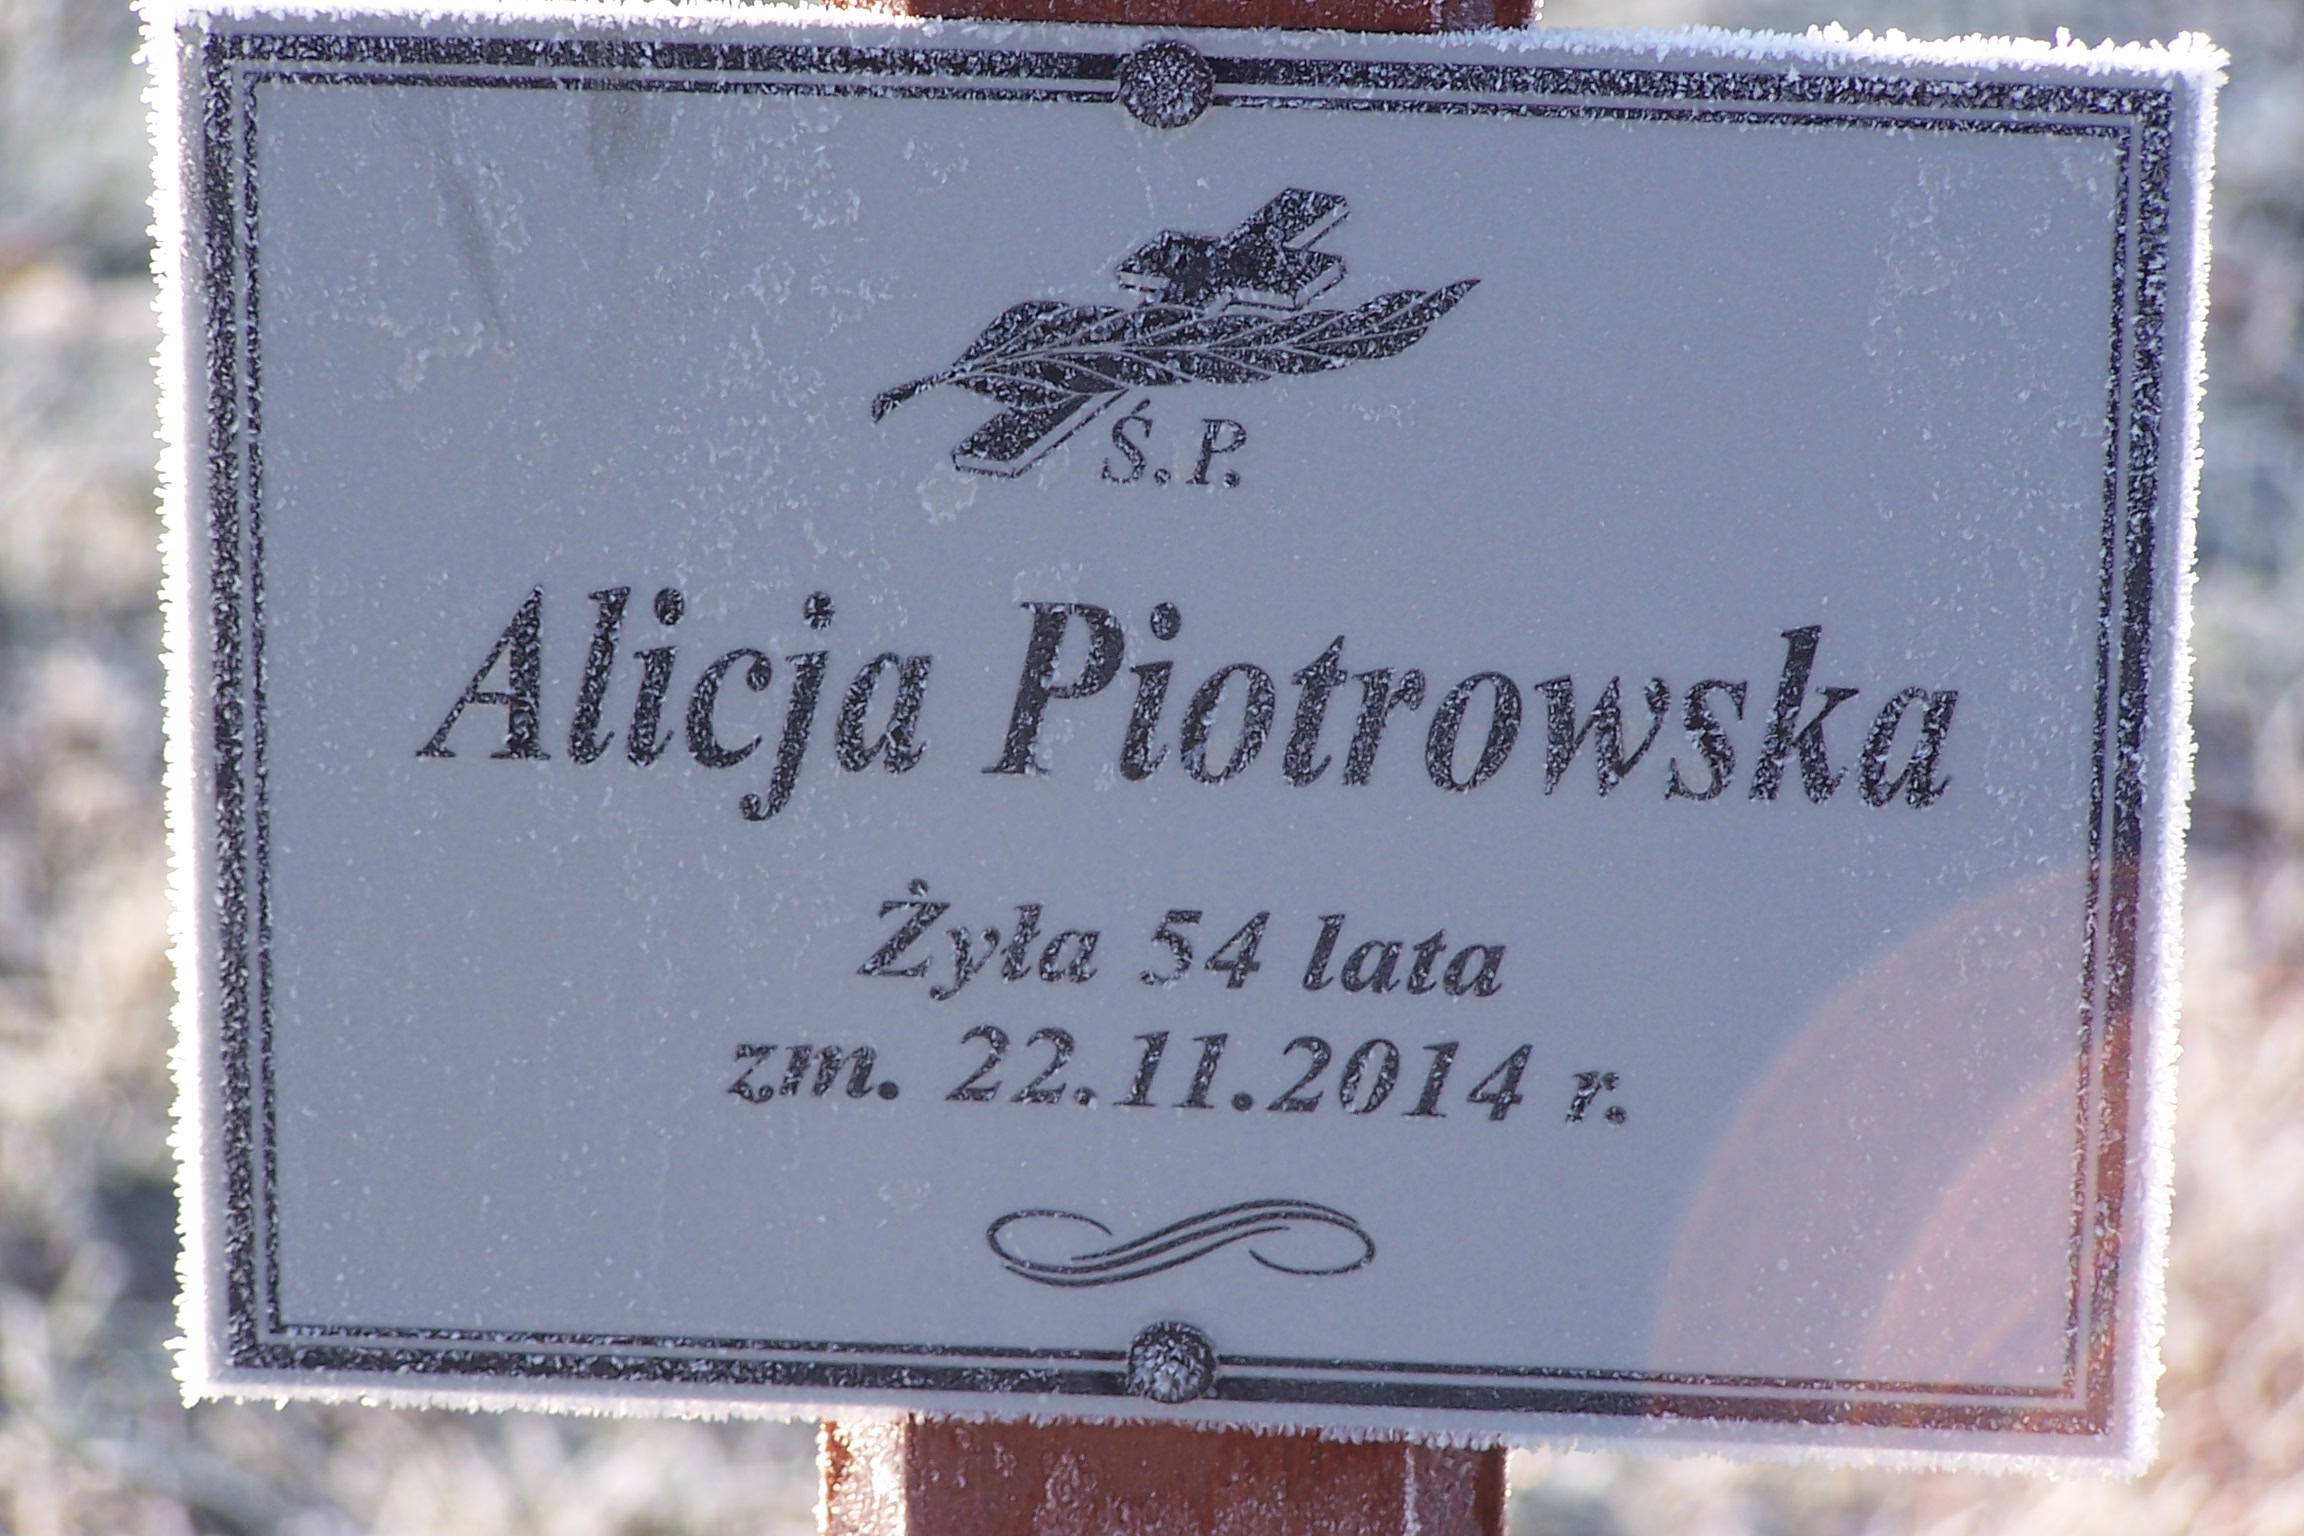 Ś.P.
Alicja Piotrowska
Żyła 54 lata
zm. 22.11.2014 r.